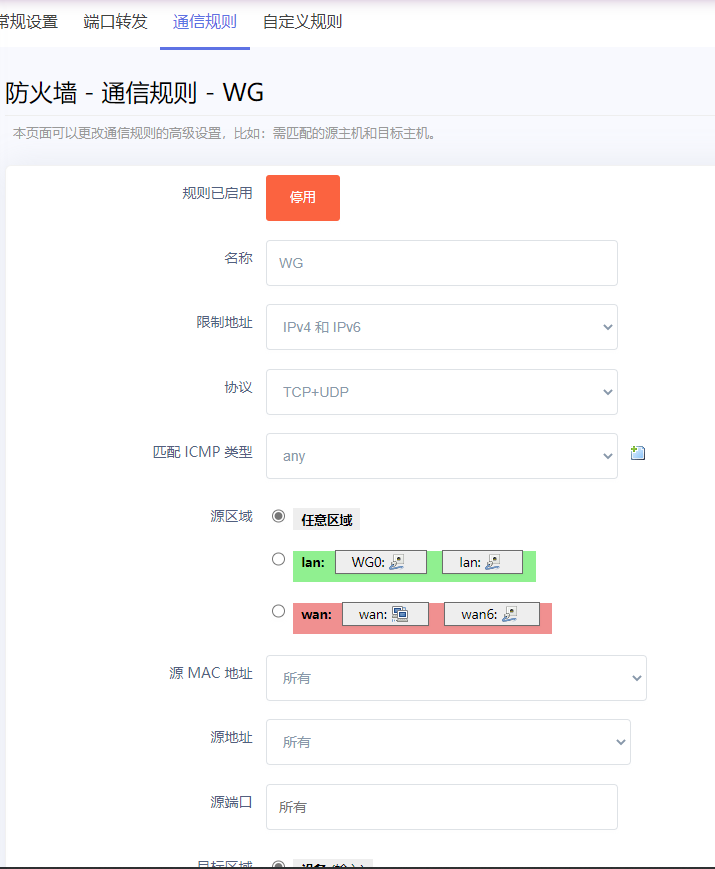 常规设置 端口转发 通信规则 自定义规则
防火墙 - 通信规则 - WG
本页面可以更改通信规则的高级设置，比如：需匹配的源主机和目标主机。
规则已启用 停用
名称 WG
限制地址 IPv4 和 IPv6
协议 TCP+UDP
匹配 ICMP 类型 any
源区域 任意区域
lan: WG0: lan:
wan: wan: wan6:
源 MAC 地址 所有
源地址 所有
源端口 所有
目标区域 设备 (输入)